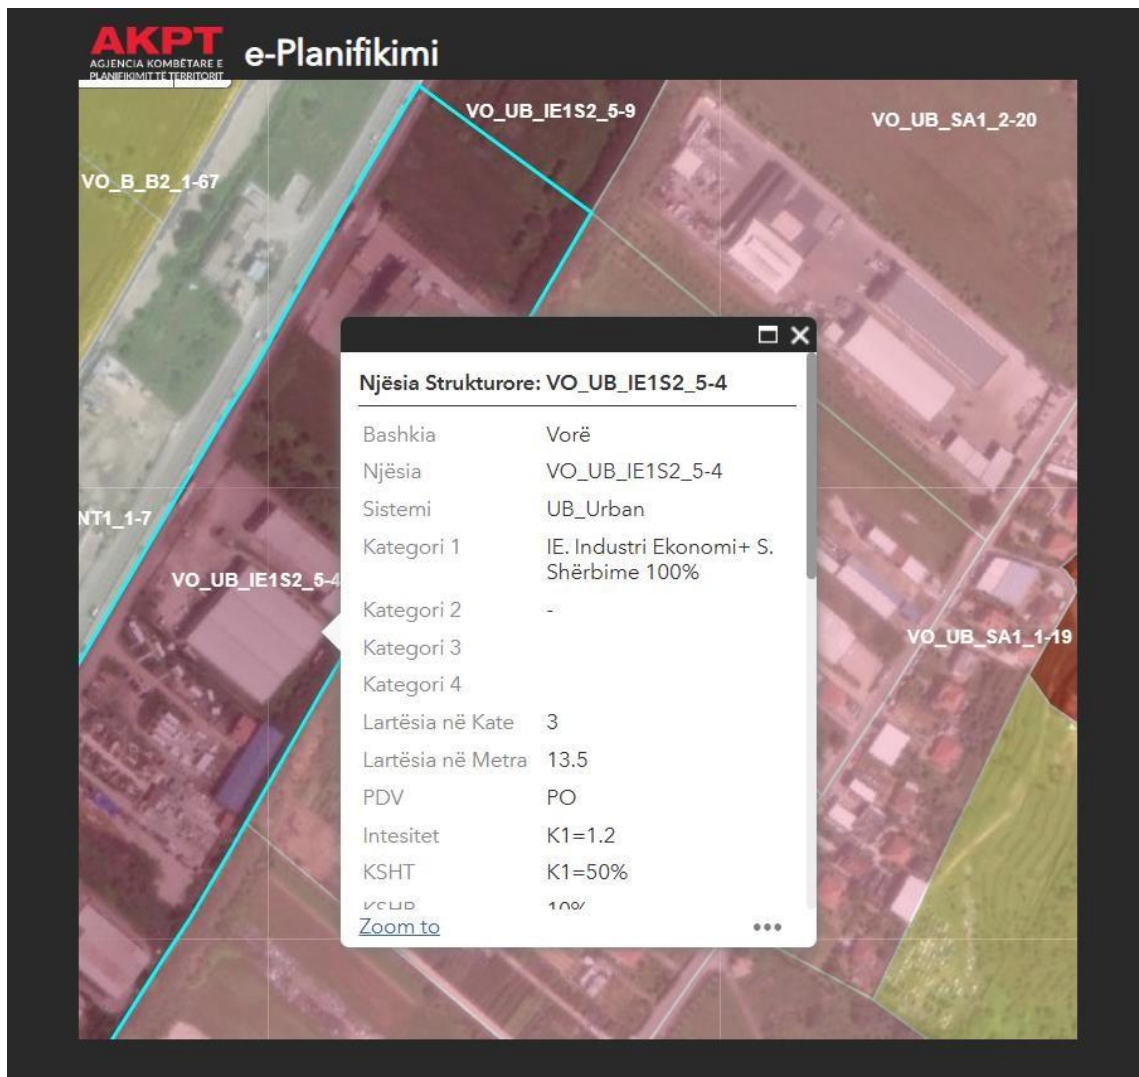 AKPT
AGJENCIA KOMBËTARE E
PLANIFIKIMIT TË TERRITORIT
e-Planifikimi
VO_UB_IE1S2_5-9
VO_UB_SA1_2-20
VO_B_B2_1-67
NT1_1-7
VO_UB_IE1S2_5-4
VO_UB_SA1_1-19
Njësia Strukturore: VO_UB_IE1S2_5-4
Bashkia Vorë
Njësia VO_UB_IE1S2_5-4
Sistemi UB_Urban
Kategori 1 IE. Industri Ekonomi+ S.
Shërbime 100%
Kategori 2 -
Kategori 3
Kategori 4
Lartësia në Kate 3
Lartësia në Metra 13.5
PDV PO
Intesitet K1=1.2
KSHT K1=50%
KSHR 10%
Zoom to